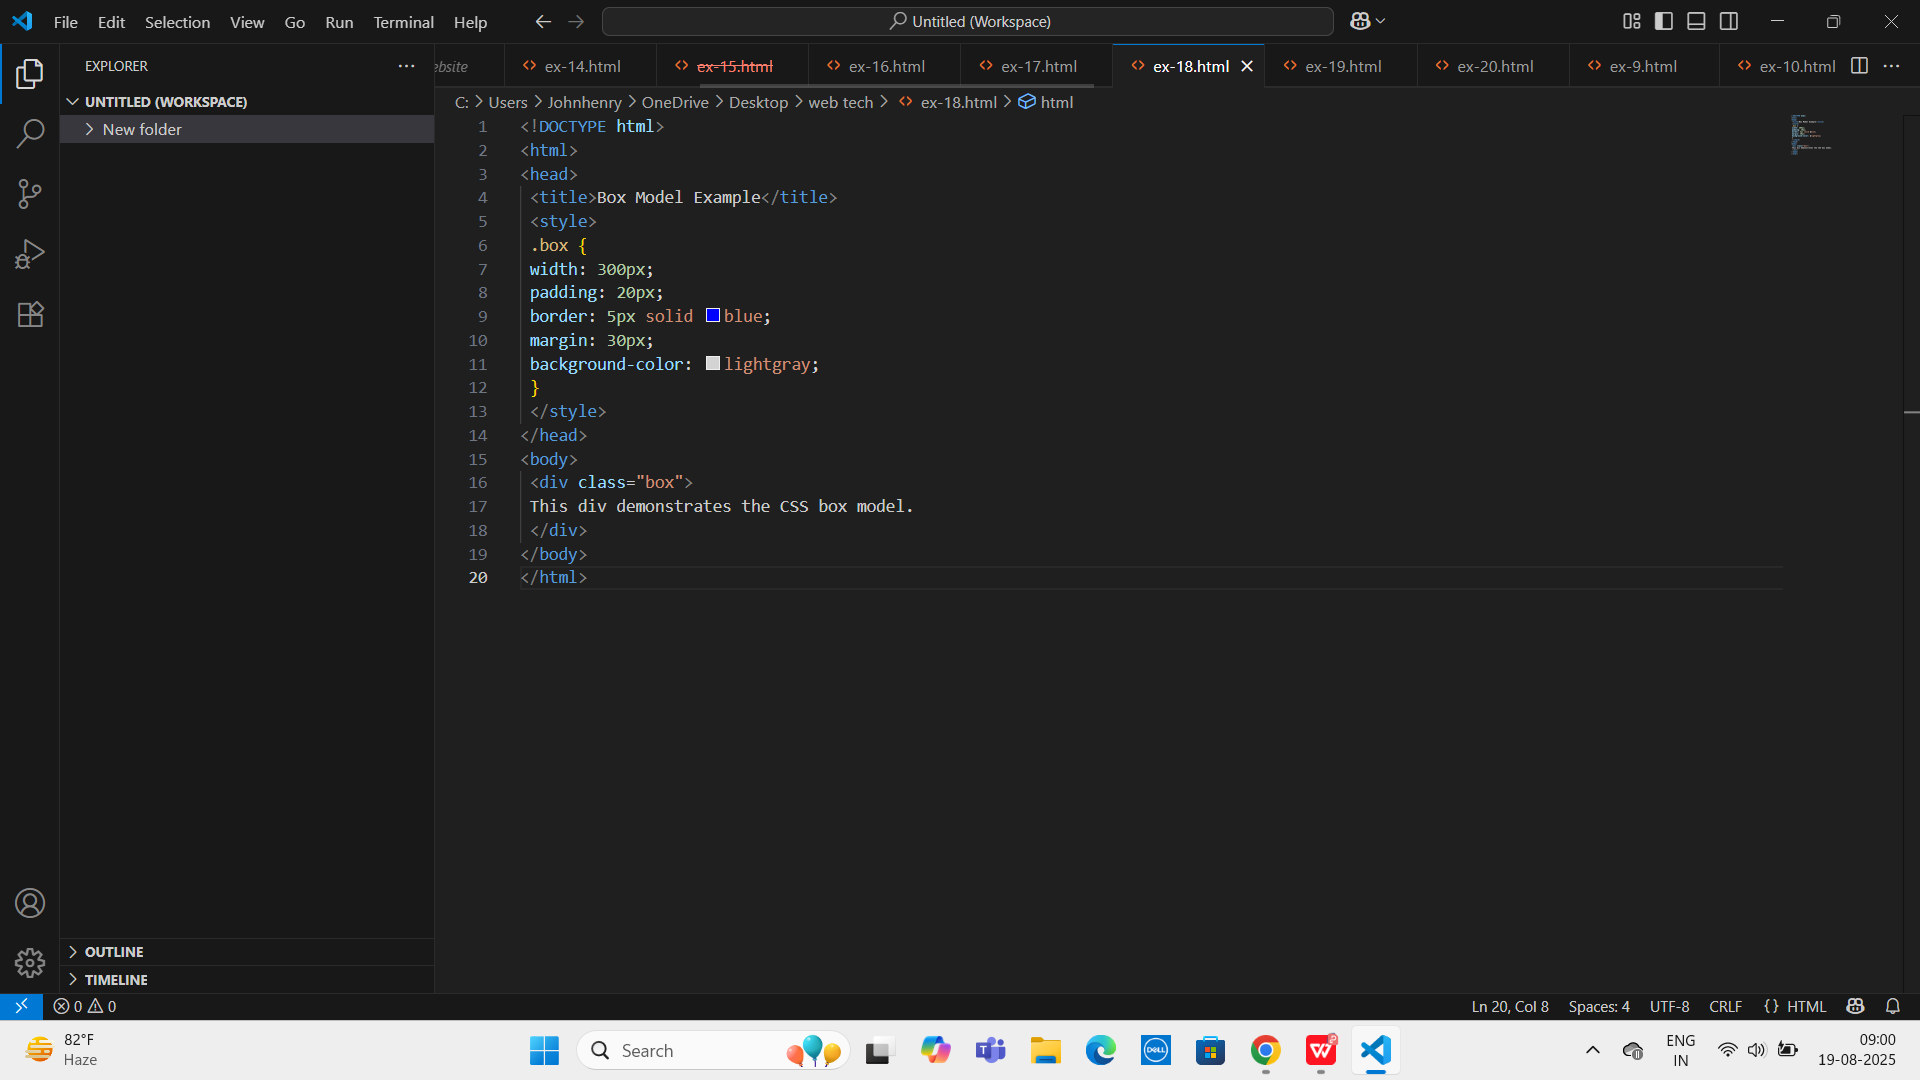 File Edit Selection View Go Run Terminal Help
Untitled (Workspace)
EXPLORER
ebsite
ex-14.html
ex-15.html
ex-16.html
ex-17.html
ex-18.html
ex-19.html
ex-20.html
ex-9.html
ex-10.html
UNTITLED (WORKSPACE)
New folder
C: > Users > Johnhenry > OneDrive > Desktop > web tech > ex-18.html > html
1 <!DOCTYPE html>
2 <html>
3 <head>
4 <title>Box Model Example</title>
5 <style>
6 .box {
7 width: 300px;
8 padding: 20px;
9 border: 5px solid blue;
10 margin: 30px;
11 background-color: lightgray;
12 }
13 </style>
14 </head>
15 <body>
16 <div class="box">
17 This div demonstrates the CSS box model.
18 </div>
19 </body>
20 </html>
OUTLINE
TIMELINE
0 0
Ln 20, Col 8 Spaces: 4 UTF-8 CRLF {} HTML
82°F
Haze
Search
DELL
W
ENG
IN
09:00
19-08-2025